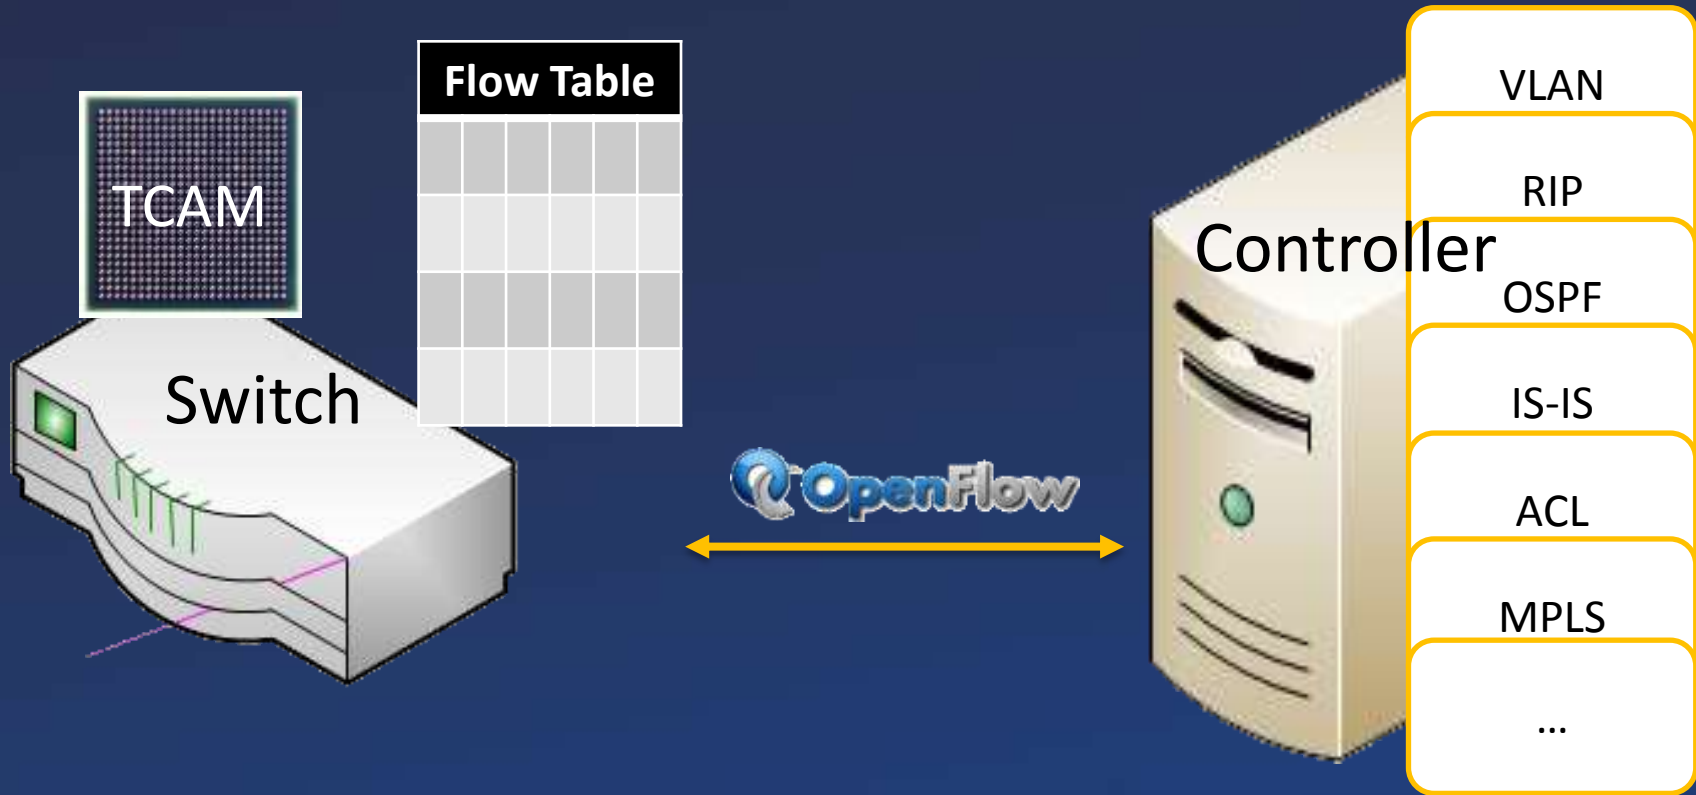 Flow Table
TCAM
Switch
OpenFlow
Controller
VLAN
RIP
OSPF
IS-IS
ACL
MPLS
...